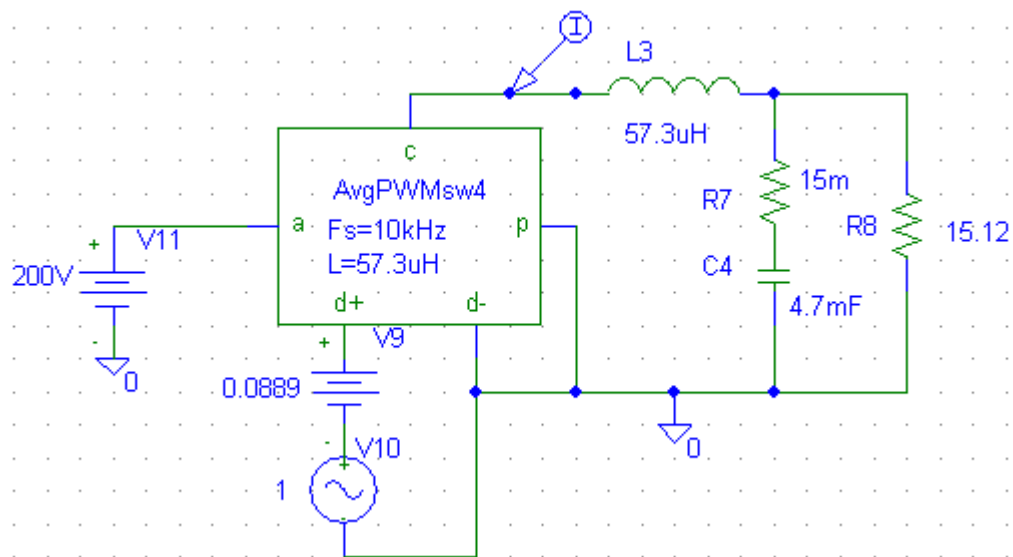 I
L3
57.3uH
c
AvgPWMsw4
Fs=10kHz
L=57.3uH
a
p
d+
d-
+
V11
200V
-
0
R7
15m
R8
15.12
C4
4.7mF
+
V9
0.0889
-
0
V10
+
1
-